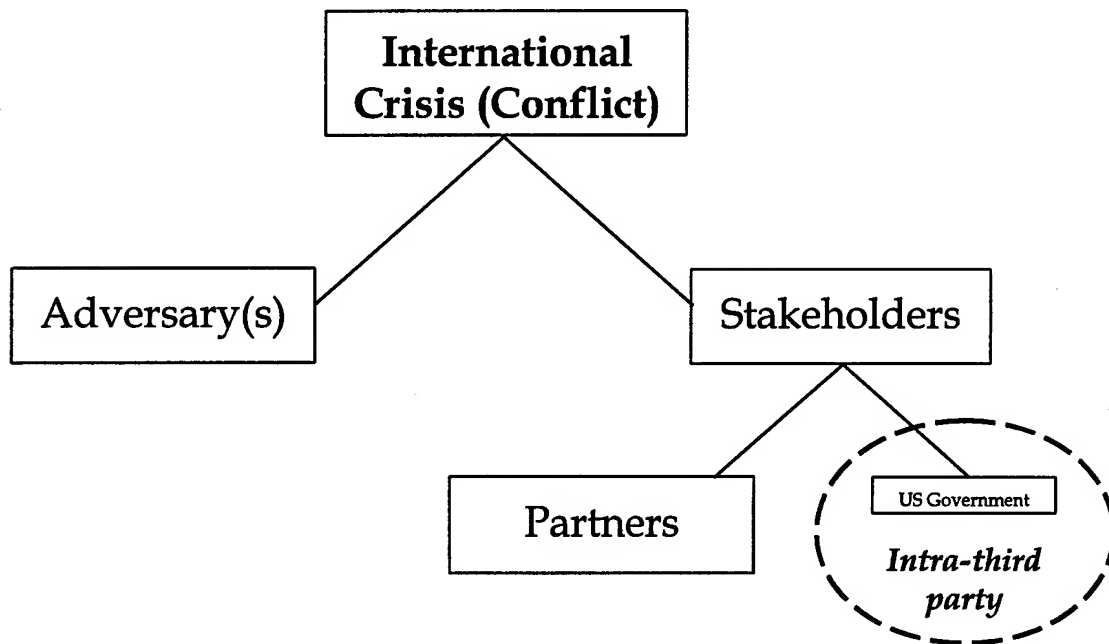 International
Crisis (Conflict)
Adversary(s)
Stakeholders
Partners
US Government
Intra-third
party